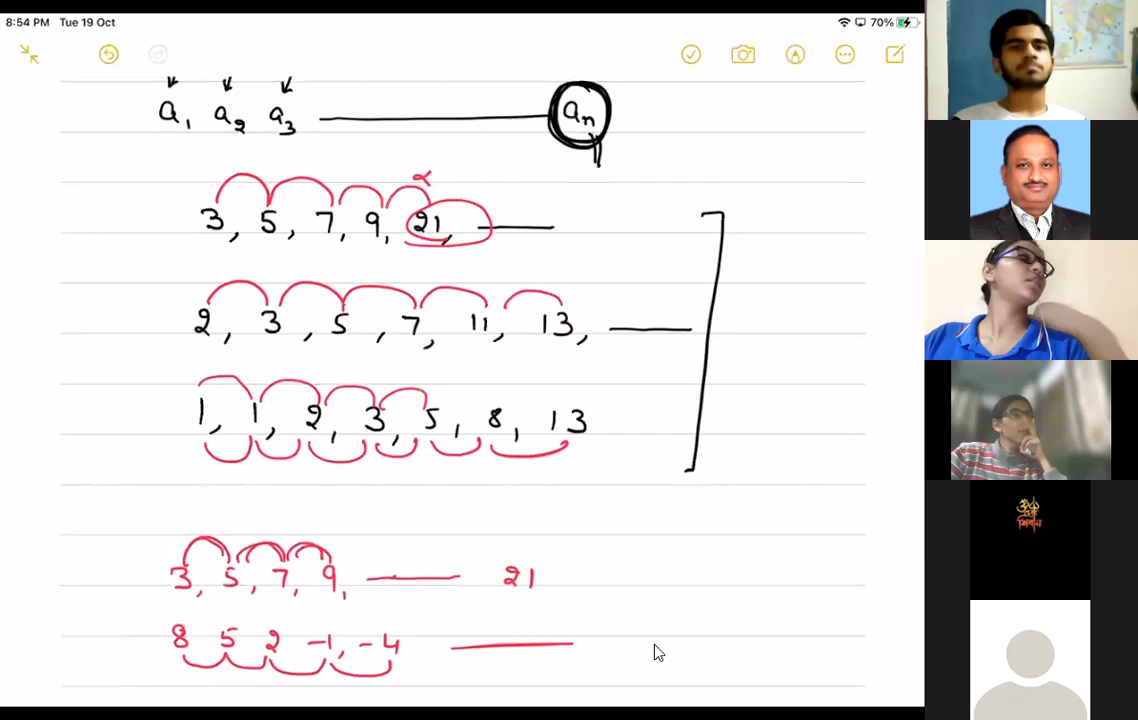 8:54 PM Tue 19 Oct
70%
a1 a2 a3 ——— an
3, 5, 7, 9, 21, ———
2, 3, 5, 7, 11, 13, ———
1, 1, 2, 3, 5, 8, 13
3, 5, 7, 9, ——— 21
8 5 2 -1, -4 ———